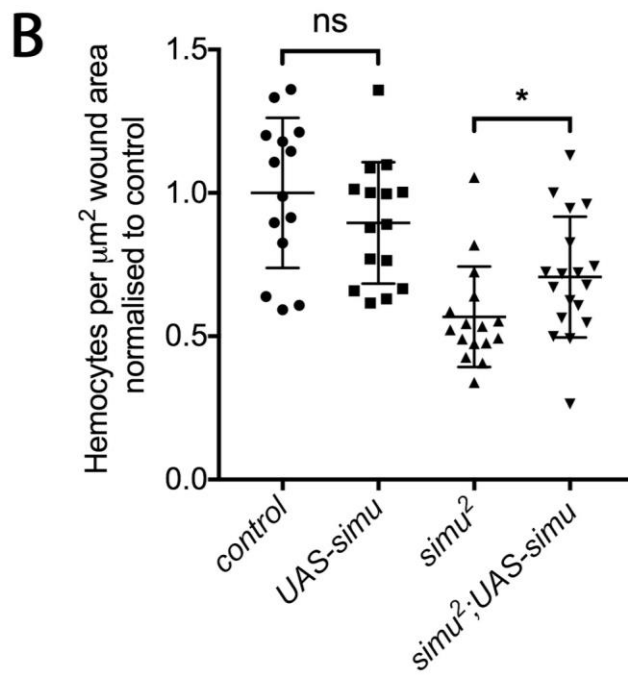 B
ns
*
1.5
1.0
0.5
0.0
Hemocytes per μm² wound area
normalised to control
control
UAS-simu
simu²
simu²;UAS-simu